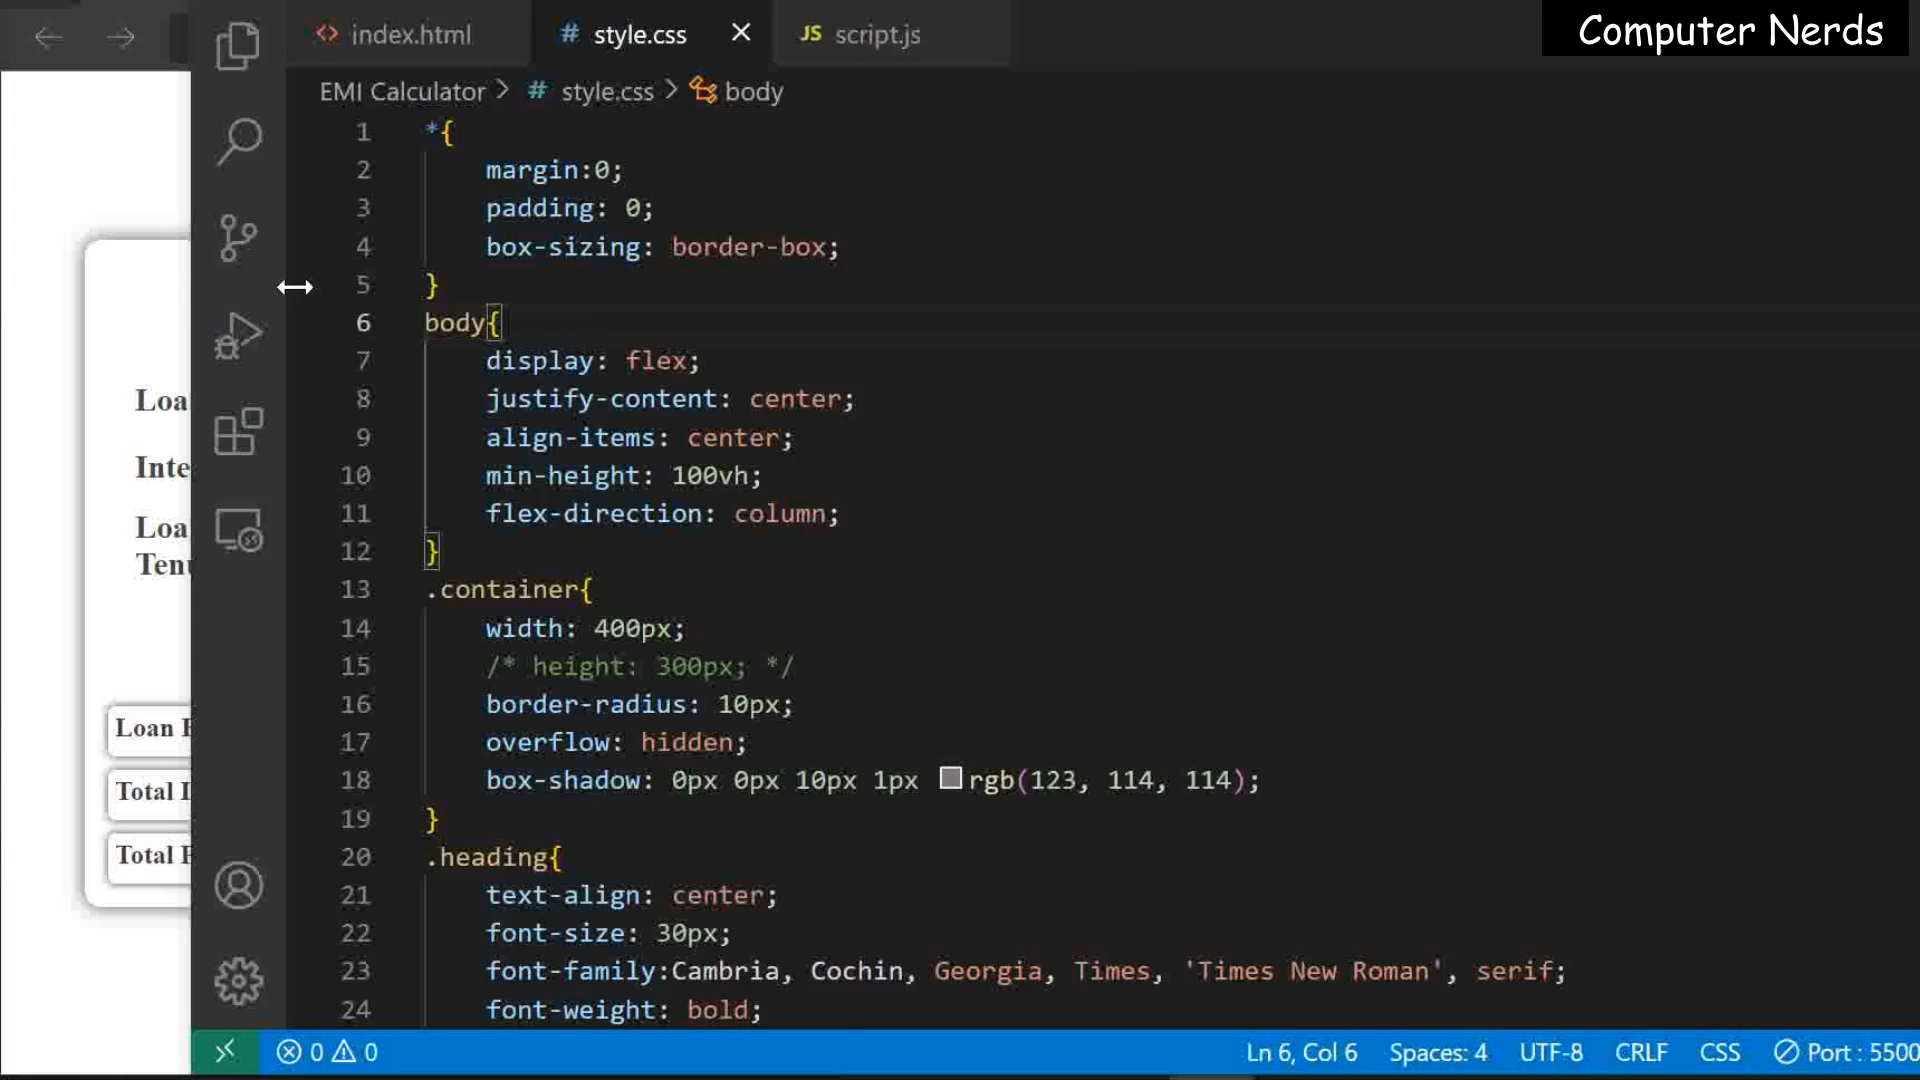 index.html
style.css
JS script.js
Computer Nerds
EMI Calculator > # style.css > body
1 *{
2 margin:0;
3 padding: 0;
4 box-sizing: border-box;
5 }
6 body{
7 display: flex;
8 justify-content: center;
9 align-items: center;
10 min-height: 100vh;
11 flex-direction: column;
12 }
13 .container{
14 width: 400px;
15 /* height: 300px; */
16 border-radius: 10px;
17 overflow: hidden;
18 box-shadow: 0px 0px 10px 1px rgb(123, 114, 114);
19 }
20 .heading{
21 text-align: center;
22 font-size: 30px;
23 font-family:Cambria, Cochin, Georgia, Times, 'Times New Roman', serif;
24 font-weight: bold;
Loa
Inte
Loa
Ten
Loan
Total
Total
0 0
Ln 6, Col 6 Spaces: 4 UTF-8 CRLF CSS Port : 5500